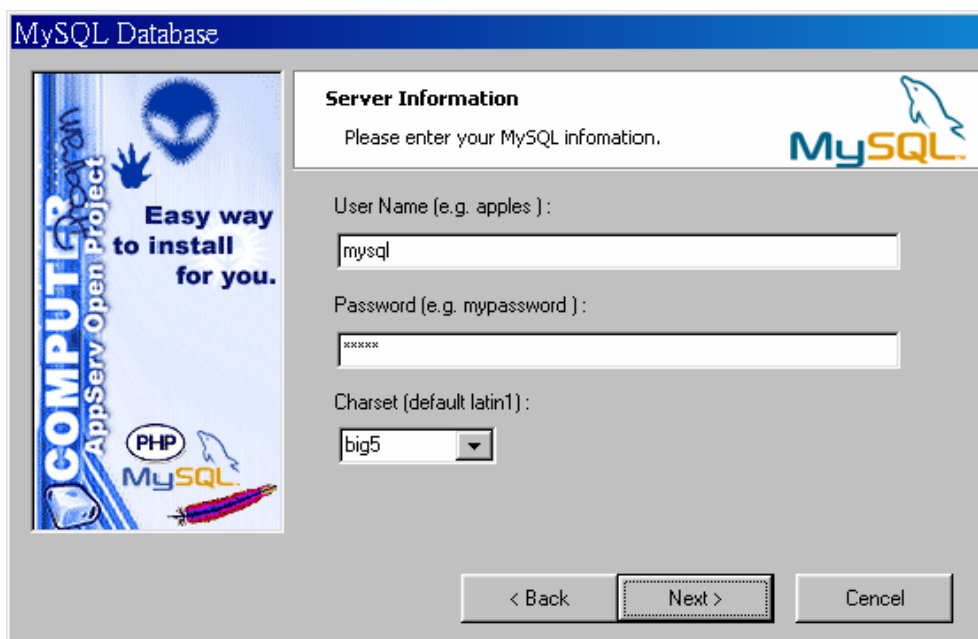 MySQL Database
COMPUTER
Program
AppServ Open Project
Easy way
to install
for you.
PHP
MySQL
Server Information
Please enter your MySQL infomation.
MySQL
User Name (e.g. apples ) :
mysql
Password (e.g. mypassword ) :
*****
Charset (default latin1) :
big5
< Back
Next >
Cencel